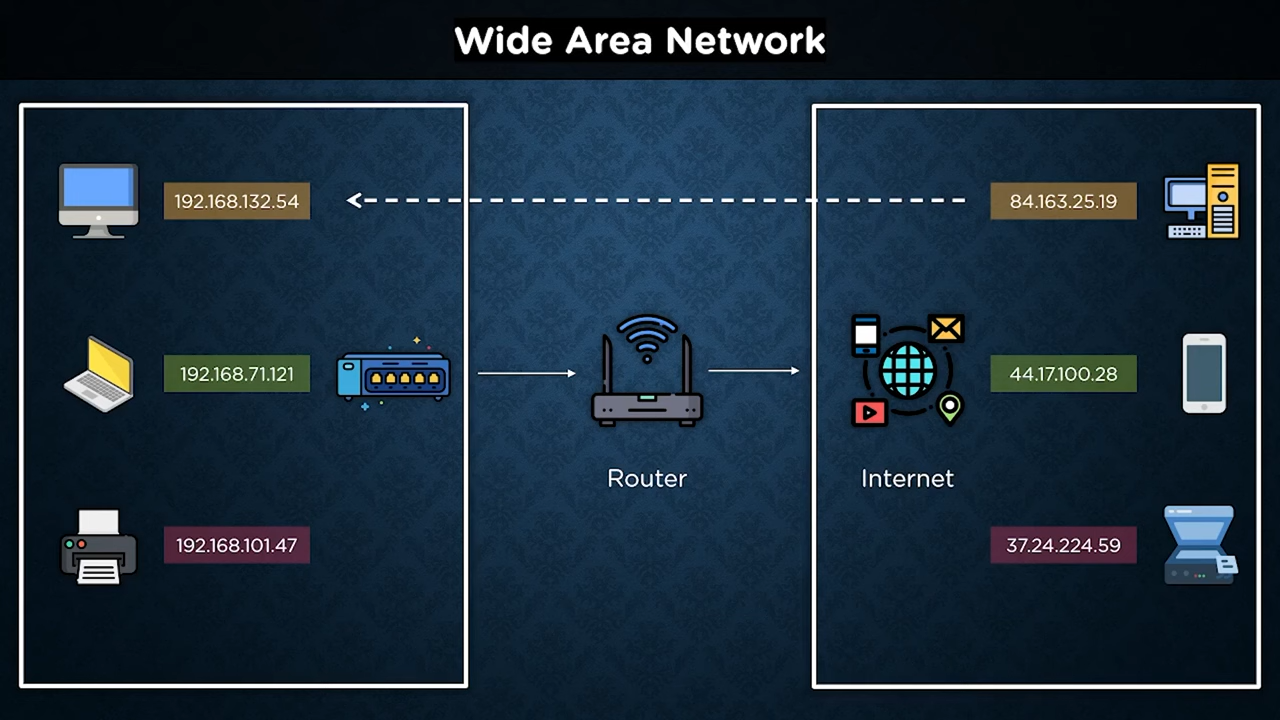 Wide Area Network
192.168.132.54
84.163.25.19
192.168.71.121
44.17.100.28
Router
Internet
192.168.101.47
37.24.224.59